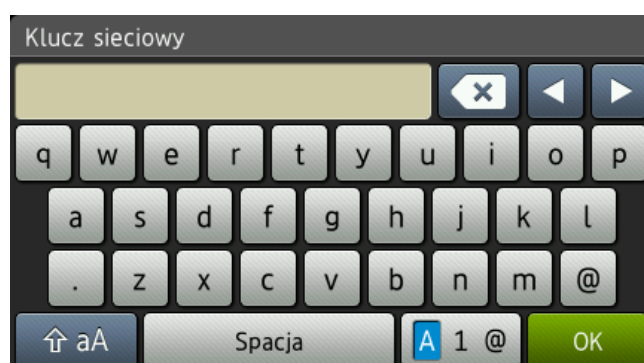 Klucz sieciowy
q w e r t y u i o p
a s d f g h j k l
. z x c v b n m @
aA Spacja A 1 @ OK